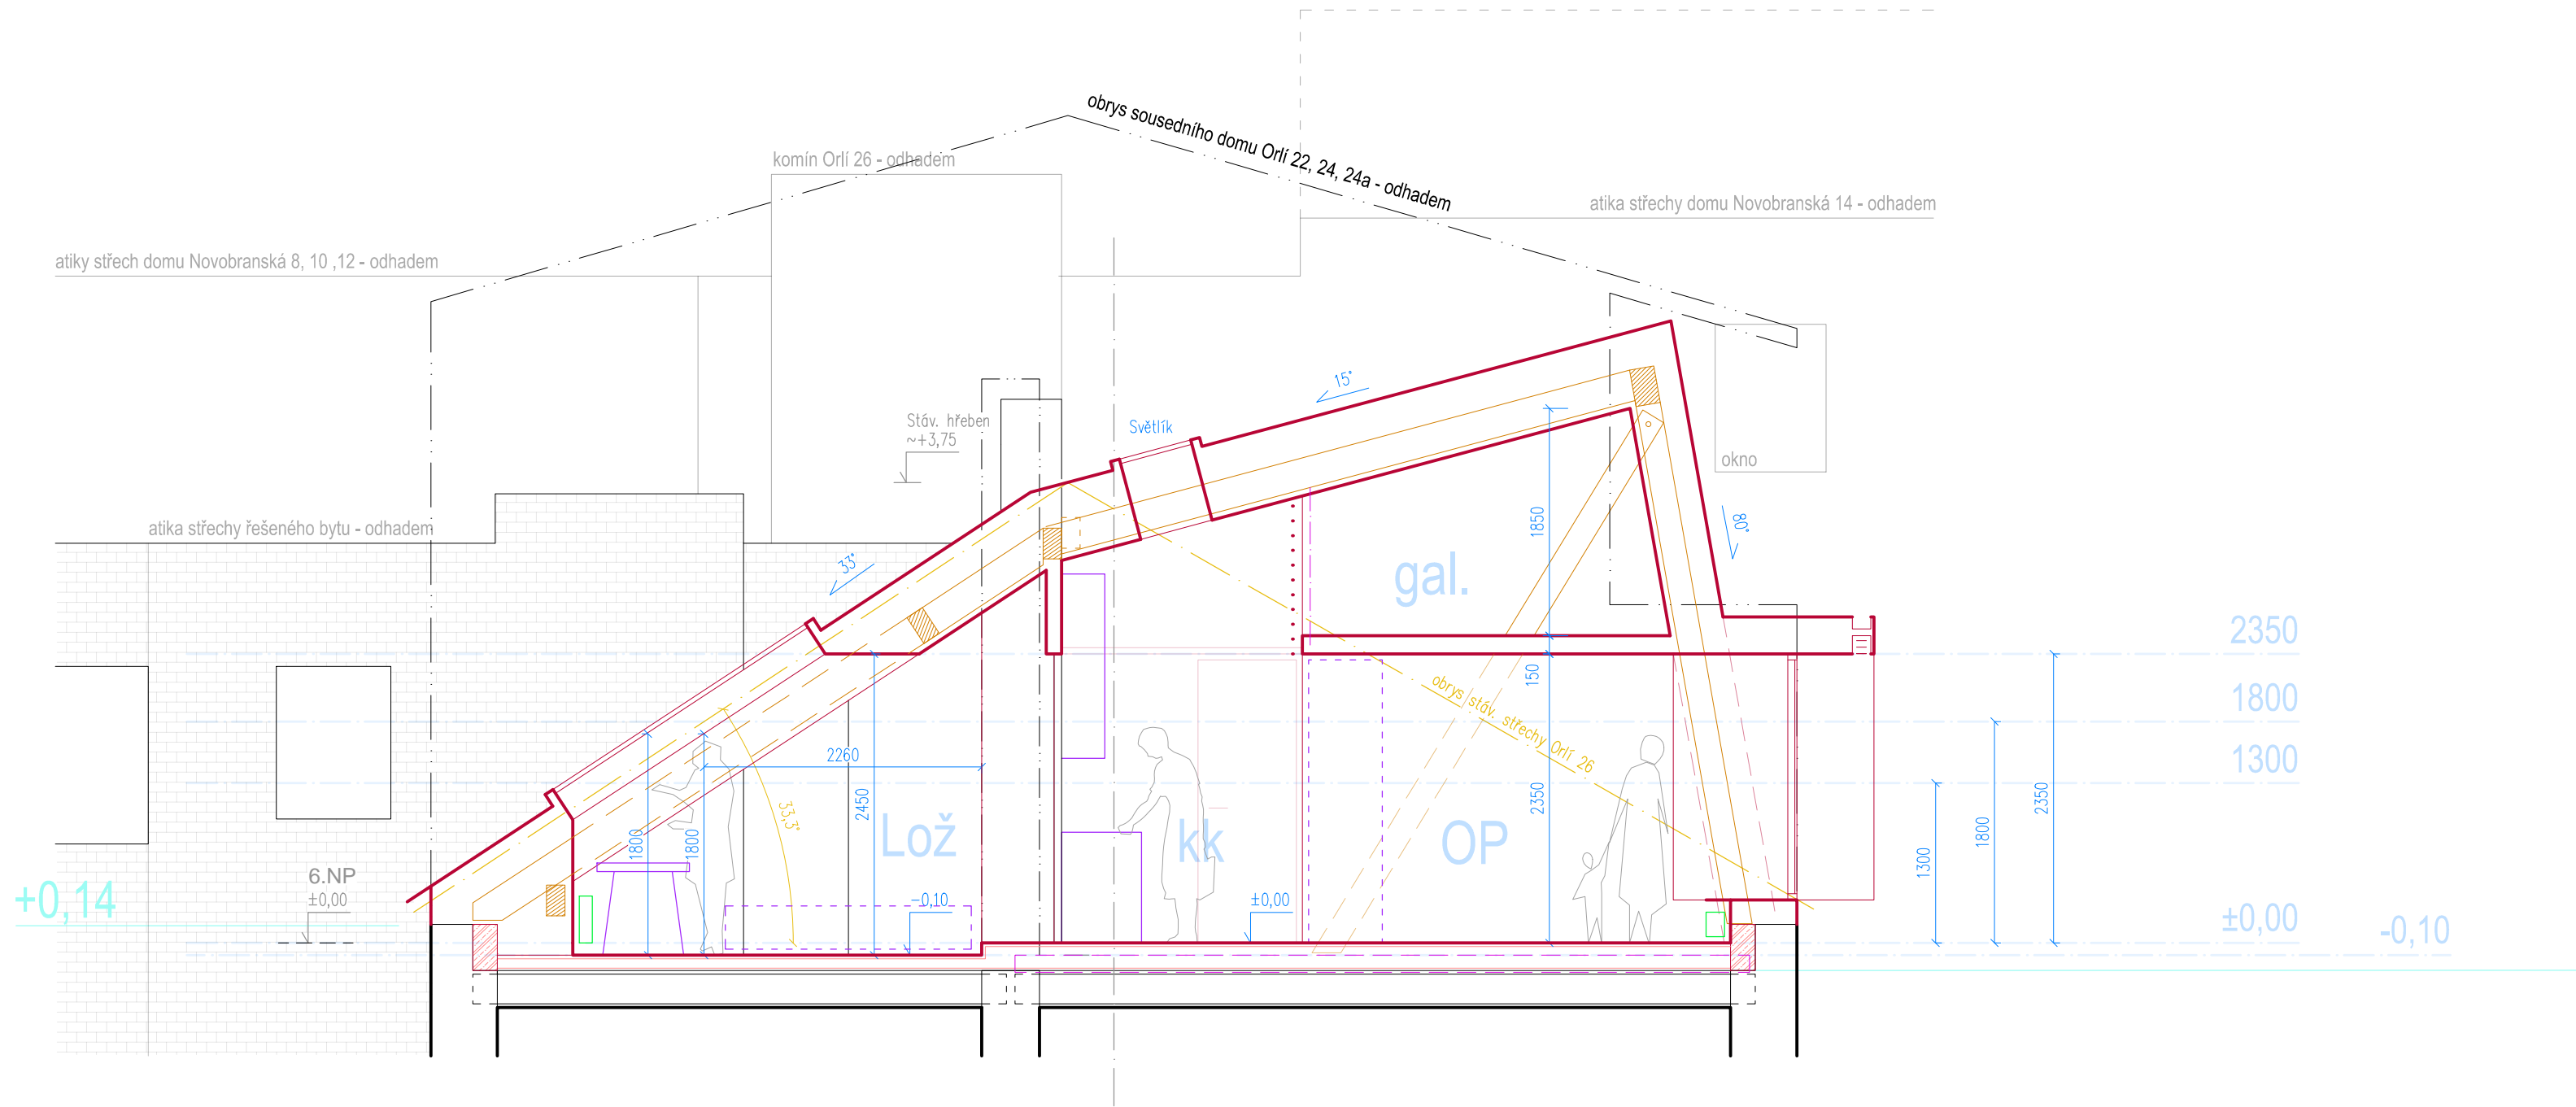 obrys sousedního domu Orlí 22, 24, 24a - odhadem
komín Orlí 26 - odhadem
atika střechy domu Novobranská 14 - odhadem
atiky střech domu Novobranská 8, 10 ,12 - odhadem
15°
Stáv. hřeben
~+3,75
Světlík
okno
atika střechy řešeného bytu - odhadem
1850
80°
33°
gal.
2350
150
obrys stáv. střechy Orlí 26
1800
2260
1300
2450
33,3°
2350
2350
1800
1800
Lož
kk
OP
1800
1300
6.NP
±0,00
+0,14
-0,10
±0,00
±0,00
-0,10